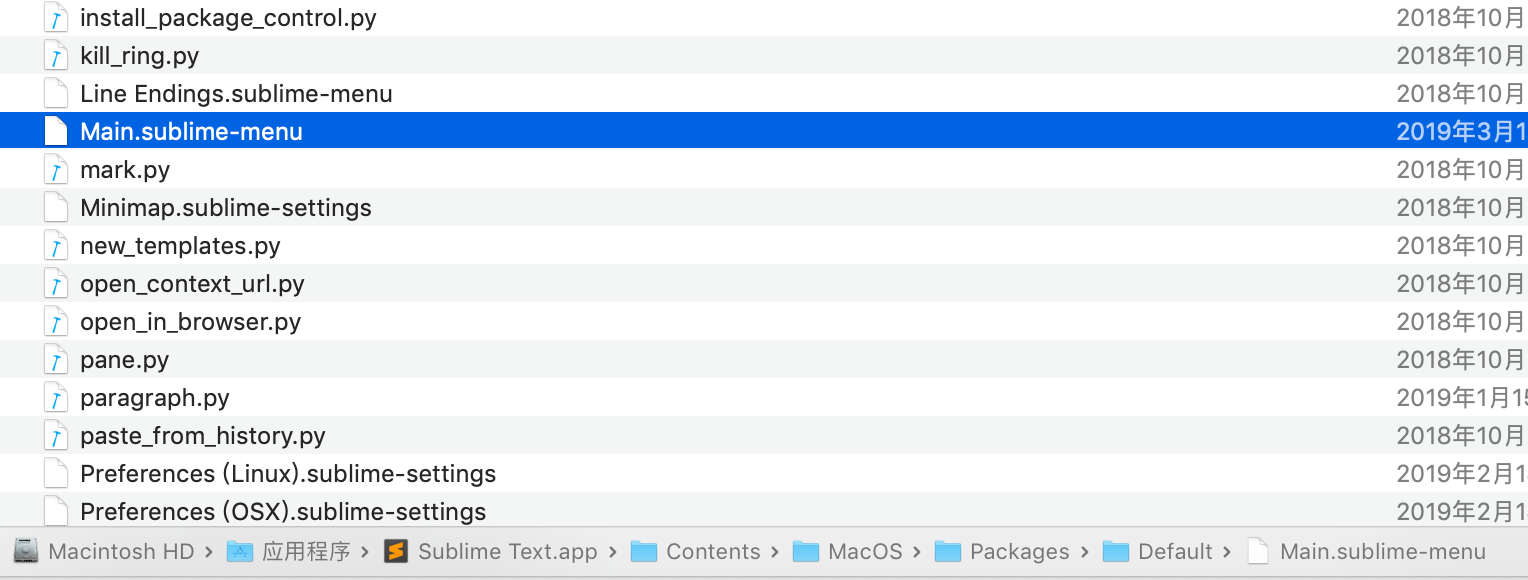 install_package_control.py 2018年10月
kill_ring.py 2018年10月
Line Endings.sublime-menu 2018年10月
Main.sublime-menu 2019年3月1
mark.py 2018年10月
Minimap.sublime-settings 2018年10月
new_templates.py 2018年10月
open_context_url.py 2018年10月
open_in_browser.py 2018年10月
pane.py 2018年10月
paragraph.py 2019年1月15
paste_from_history.py 2018年10月
Preferences (Linux).sublime-settings 2019年2月1
Preferences (OSX).sublime-settings 2019年2月1
Macintosh HD › 应用程序 › Sublime Text.app › Contents › MacOS › Packages › Default › Main.sublime-menu